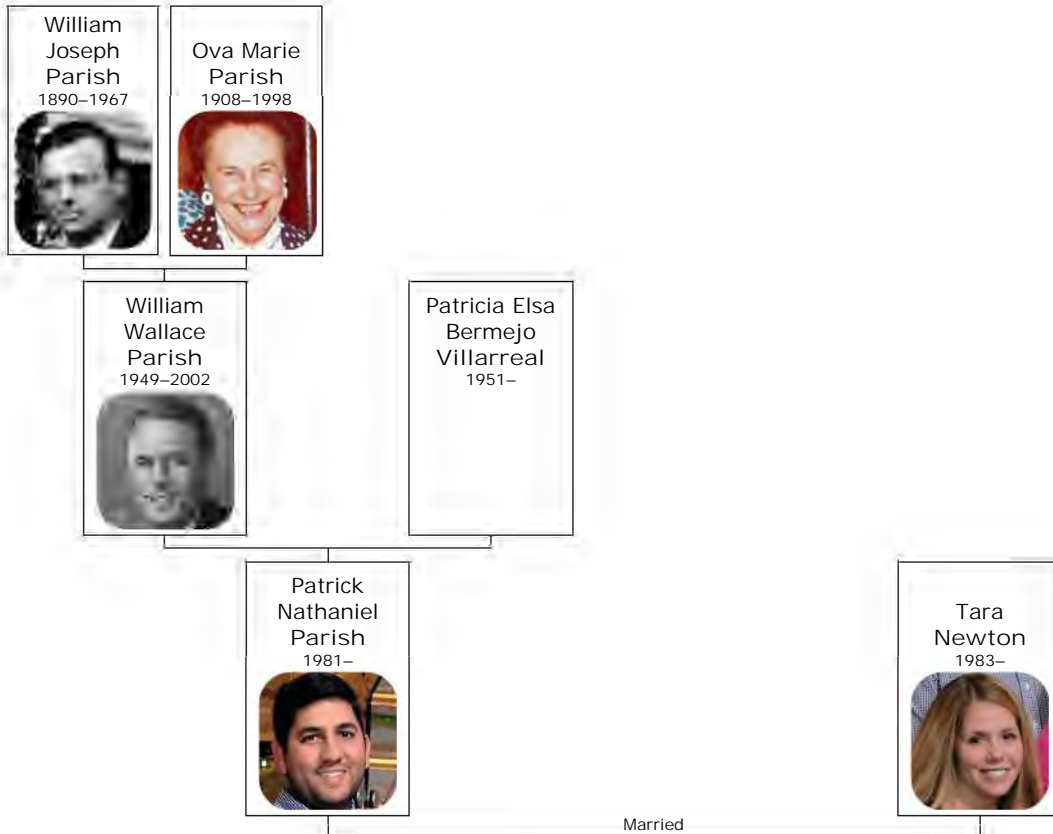 William
Joseph
Parish
1890–1967
Ova Marie
Parish
1908–1998
William
Wallace
Parish
1949–2002
Patricia Elsa
Bermejo
Villarreal
1951–
Patrick
Nathaniel
Parish
1981–
Tara
Newton
1983–
Married